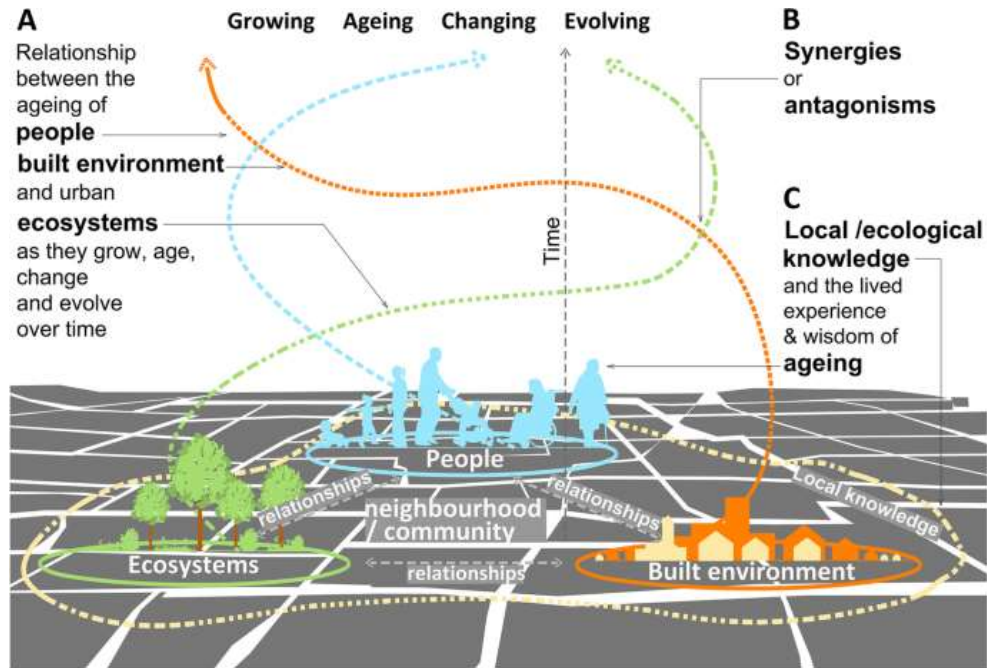 A
Growing Ageing Changing Evolving
Relationship
between the
ageing of
people
built environment
and urban
ecosystems
as they grow, age,
change
and evolve
over time
B
Synergies
or
antagonisms
C
Local /ecological
knowledge
and the lived
experience
& wisdom of
ageing
Time
People
relationships
relationships
Local knowledge
neighbourhood
community
Ecosystems
relationships
Built environment